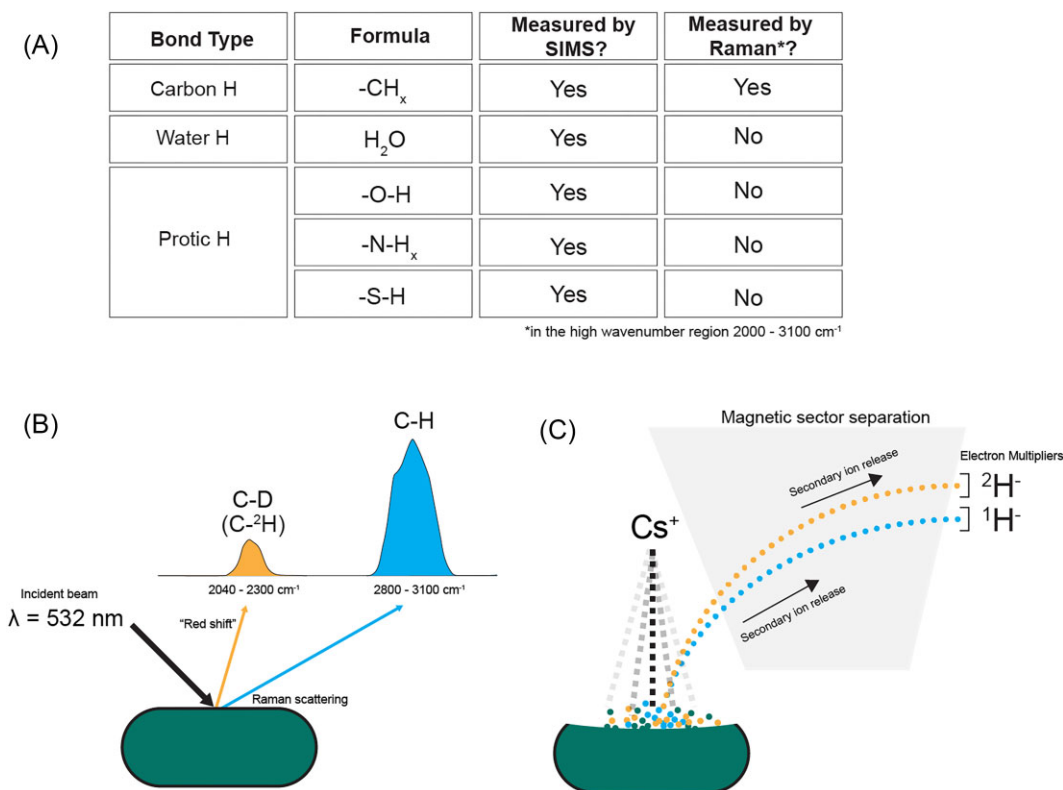 (A)
Bond Type Formula Measured by SIMS? Measured by Raman*?
Carbon H -CHₓ Yes Yes
Water H H₂O Yes No
Protic H -O-H Yes No
-N-Hₓ Yes No
-S-H Yes No
*in the high wavenumber region 2000 - 3100 cm⁻¹
(B)
C-H
C-D
(C-²H)
2040 - 2300 cm⁻¹
2800 - 3100 cm⁻¹
Incident beam
λ = 532 nm
“Red shift”
Raman scattering
(C)
Magnetic sector separation
Electron Multipliers
Secondary ion release
²H⁻
¹H⁻
Cs⁺
Secondary ion release